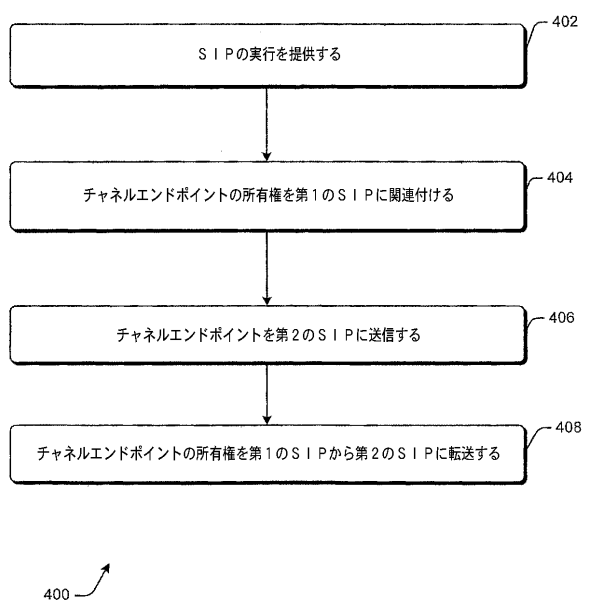 402
SIPの実行を提供する
404
チャネルエンドポイントの所有権を第1のSIPに関連付ける
406
チャネルエンドポイントを第2のSIPに送信する
408
チャネルエンドポイントの所有権を第1のSIPから第2のSIPに転送する
400